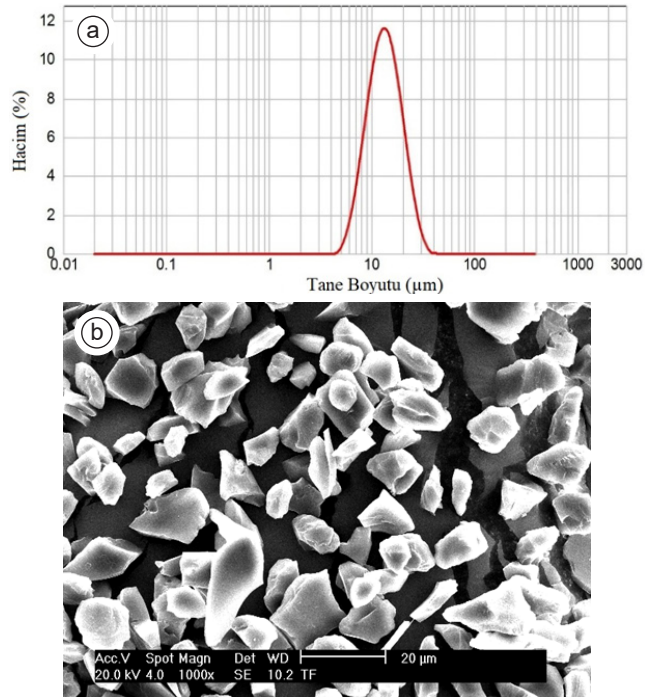 a
12
10
8
6
4
2
0
Hacim (%)
0.01 0.1 1 10 100 1000 3000
Tane Boyutu (µm)
b
Acc.V Spot Magn Det WD 20 µm
20.0 kV 4.0 1000x SE 10.2 TF